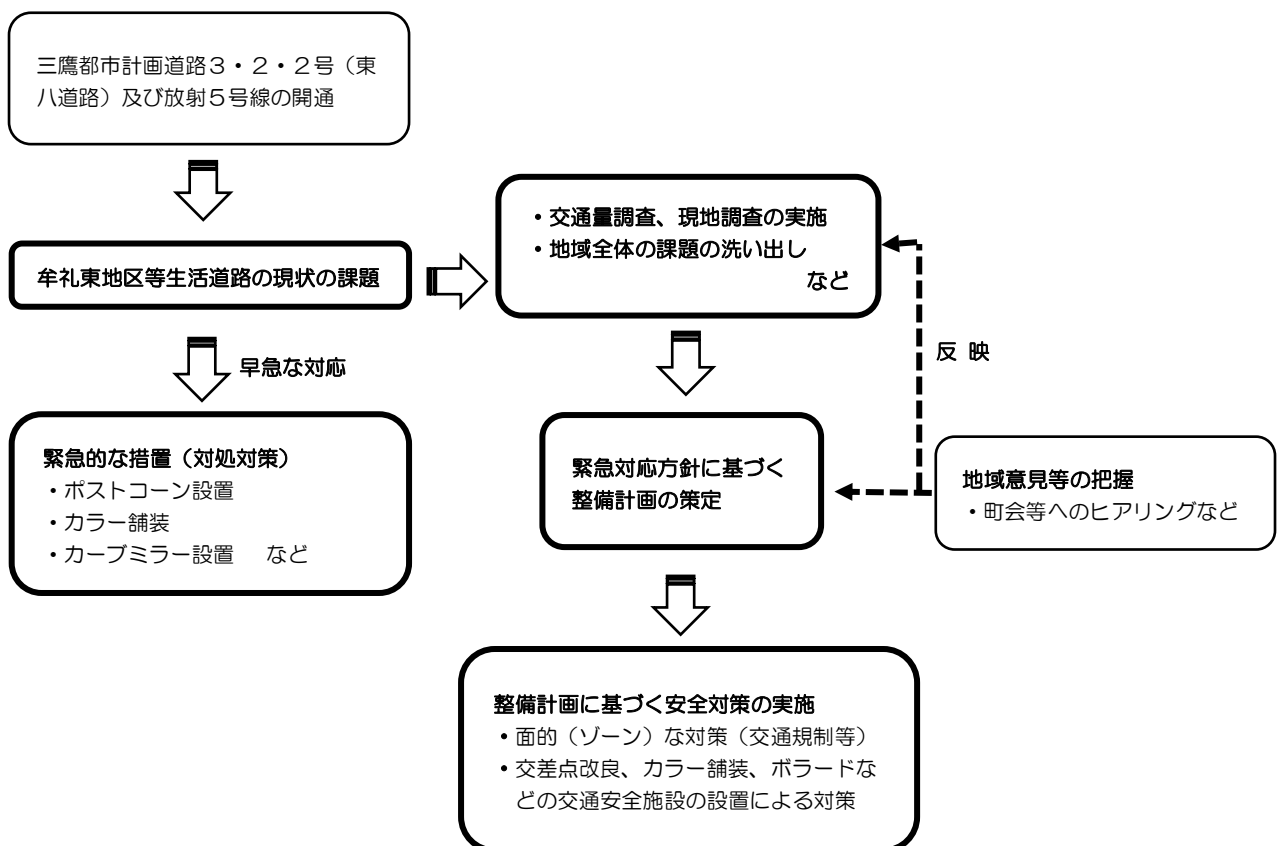 三鷹都市計画道路３・２・２号（東
八道路）及び放射５号線の開通
牟礼東地区等生活道路の現状の課題
早急な対応
緊急的な措置（対処対策）
・ポストコーン設置
・カラー舗装
・カーブミラー設置　など
・交通量調査、現地調査の実施
・地域全体の課題の洗い出し
など
反 映
緊急対応方針に基づく
整備計画の策定
地域意見等の把握
・町会等へのヒアリングなど
整備計画に基づく安全対策の実施
・面的（ゾーン）な対策（交通規制等）
・交差点改良、カラー舗装、ボラードな
どの交通安全施設の設置による対策